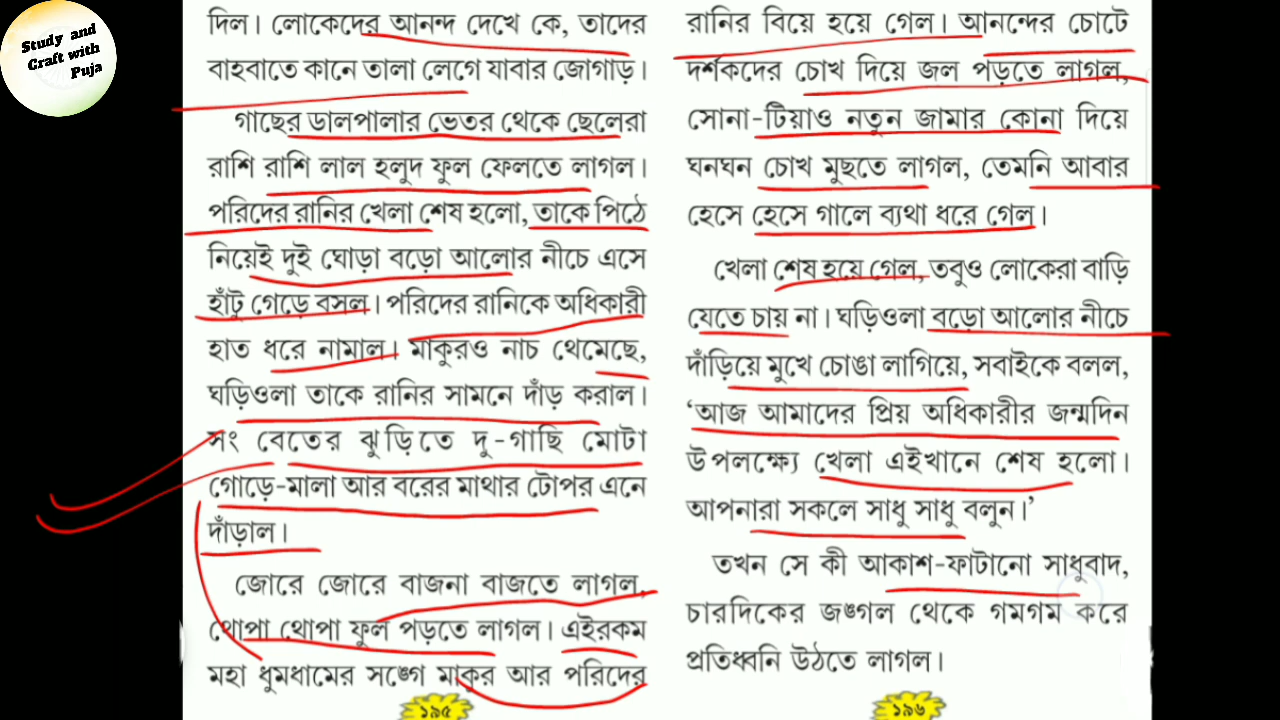 Study and
Craft with
Puja
দিল। লোকেদের আনন্দ দেখে কে, তাদের
বাহবাতে কানে তালা লেগে যাবার জোগাড়।
গাছের ডালপালার ভেতর থেকে ছেলেরা
রাশি রাশি লাল হলুদ ফুল ফেলতে লাগল।
পরিদের রানির খেলা শেষ হলো, তাকে পিঠে
নিয়েই দুই ঘোড়া বড়ো আলোর নীচে এসে
হাঁটু গেড়ে বসল। পরিদের রানিকে অধিকারী
হাত ধরে নামাল। মাকুরও নাচ থেমেছে,
ঘড়িওলা তাকে রানির সামনে দাঁড় করাল।
সং বেতের ঝুড়িতে দু-গাছি মোটা
গোড়ে-মালা আর বরের মাথার টোপর এনে
দাঁড়াল।
জোরে জোরে বাজনা বাজতে লাগল,
থোপা থোপা ফুল পড়তে লাগল। এইরকম
মহা ধুমধামের সঙ্গে মাকুর আর পরিদের
১৯৫
রানির বিয়ে হয়ে গেল। আনন্দের চোটে
দর্শকদের চোখ দিয়ে জল পড়তে লাগল,
সোনা-টিয়াও নতুন জামার কোনা দিয়ে
ঘনঘন চোখ মুছতে লাগল, তেমনি আবার
হেসে হেসে গালে ব্যথা ধরে গেল।
খেলা শেষ হয়ে গেল, তবুও লোকেরা বাড়ি
যেতে চায় না। ঘড়িওলা বড়ো আলোর নীচে
দাঁড়িয়ে মুখে চোঙা লাগিয়ে, সবাইকে বলল,
‘আজ আমাদের প্রিয় অধিকারীর জন্মদিন
উপলক্ষ্যে খেলা এইখানে শেষ হলো।
আপনারা সকলে সাধু সাধু বলুন।’
তখন সে কী আকাশ-ফাটানো সাধুবাদ,
চারদিকের জঙ্গল থেকে গমগম করে
প্রতিধ্বনি উঠতে লাগল।
১৯৬